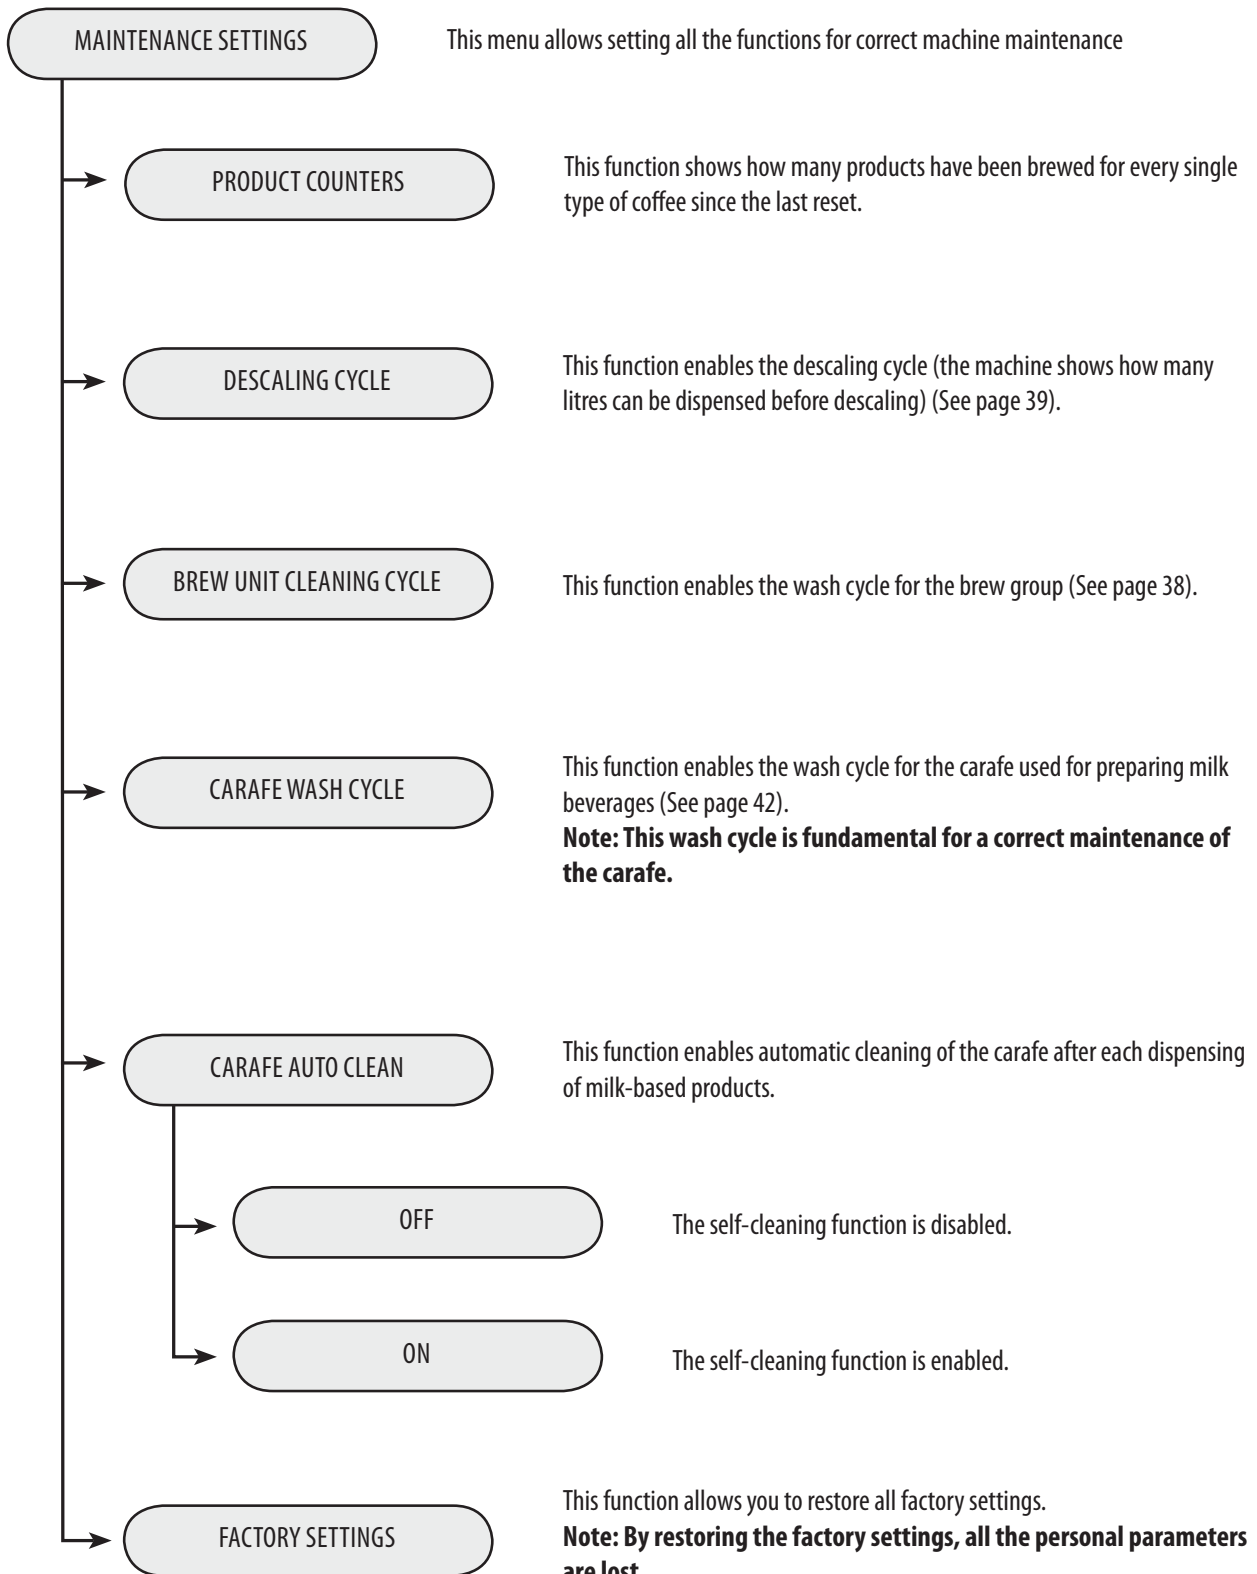 MAINTENANCE SETTINGS
This menu allows setting all the functions for correct machine maintenance
PRODUCT COUNTERS
This function shows how many products have been brewed for every single
type of coffee since the last reset.
DESCALING CYCLE
This function enables the descaling cycle (the machine shows how many
litres can be dispensed before descaling) (See page 39).
BREW UNIT CLEANING CYCLE
This function enables the wash cycle for the brew group (See page 38).
CARAFE WASH CYCLE
This function enables the wash cycle for the carafe used for preparing milk
beverages (See page 42).
Note: This wash cycle is fundamental for a correct maintenance of
the carafe.
CARAFE AUTO CLEAN
This function enables automatic cleaning of the carafe after each dispensing
of milk-based products.
OFF
The self-cleaning function is disabled.
ON
The self-cleaning function is enabled.
FACTORY SETTINGS
This function allows you to restore all factory settings.
Note: By restoring the factory settings, all the personal parameters
are lost